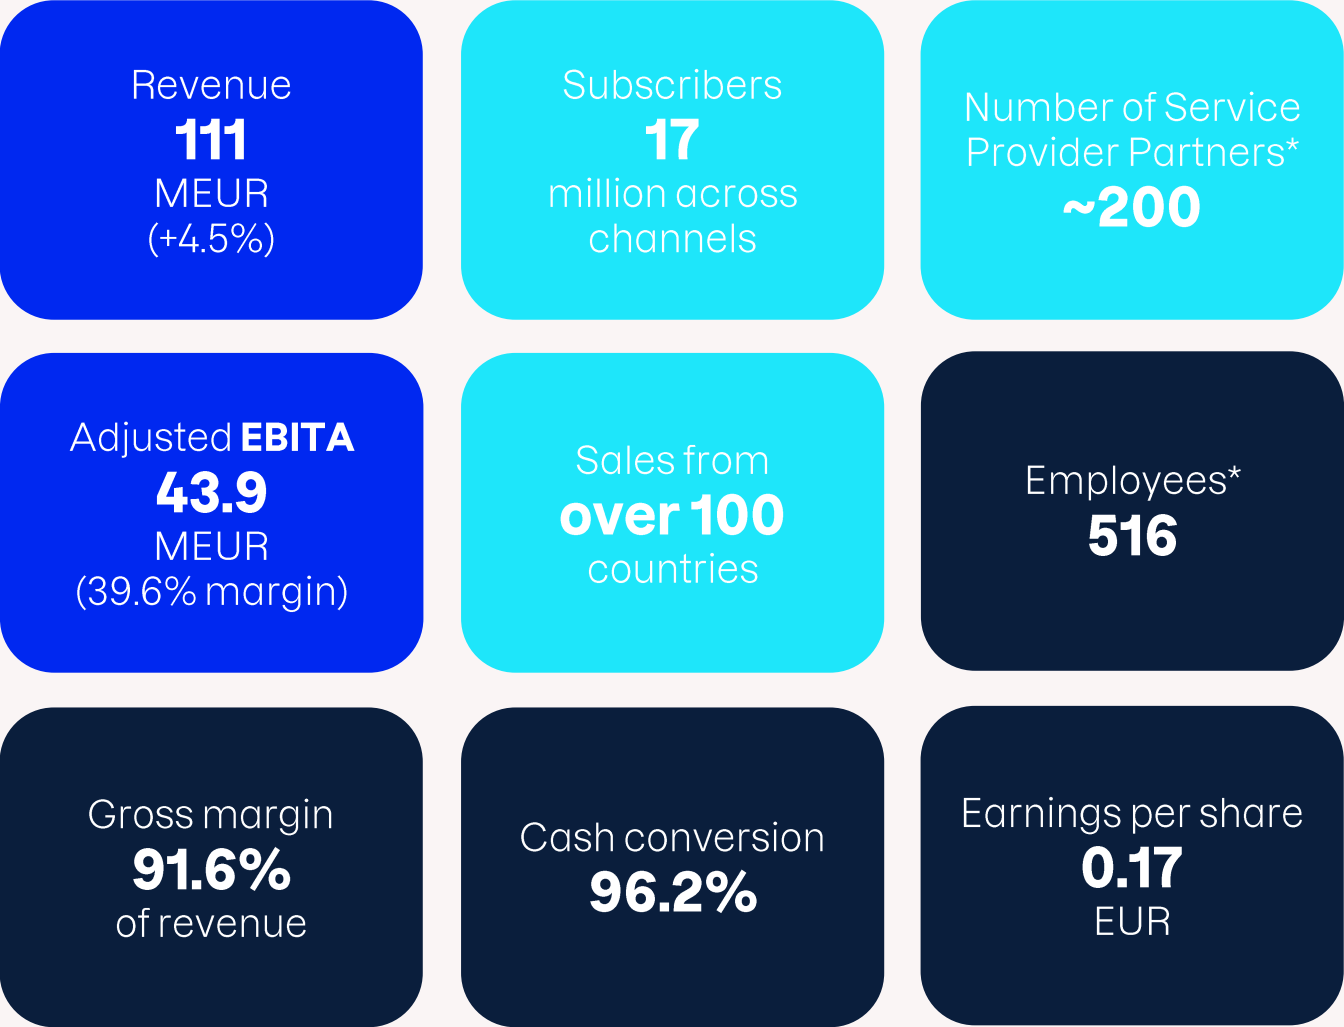 Revenue
111
MEUR
(+4.5%)
Subscribers
17
million across
channels
Number of Service
Provider Partners*
~200
Adjusted EBITA
43.9
MEUR
(39.6% margin)
Sales from
over 100
countries
Employees*
516
Gross margin
91.6%
of revenue
Cash conversion
96.2%
Earnings per share
0.17
EUR